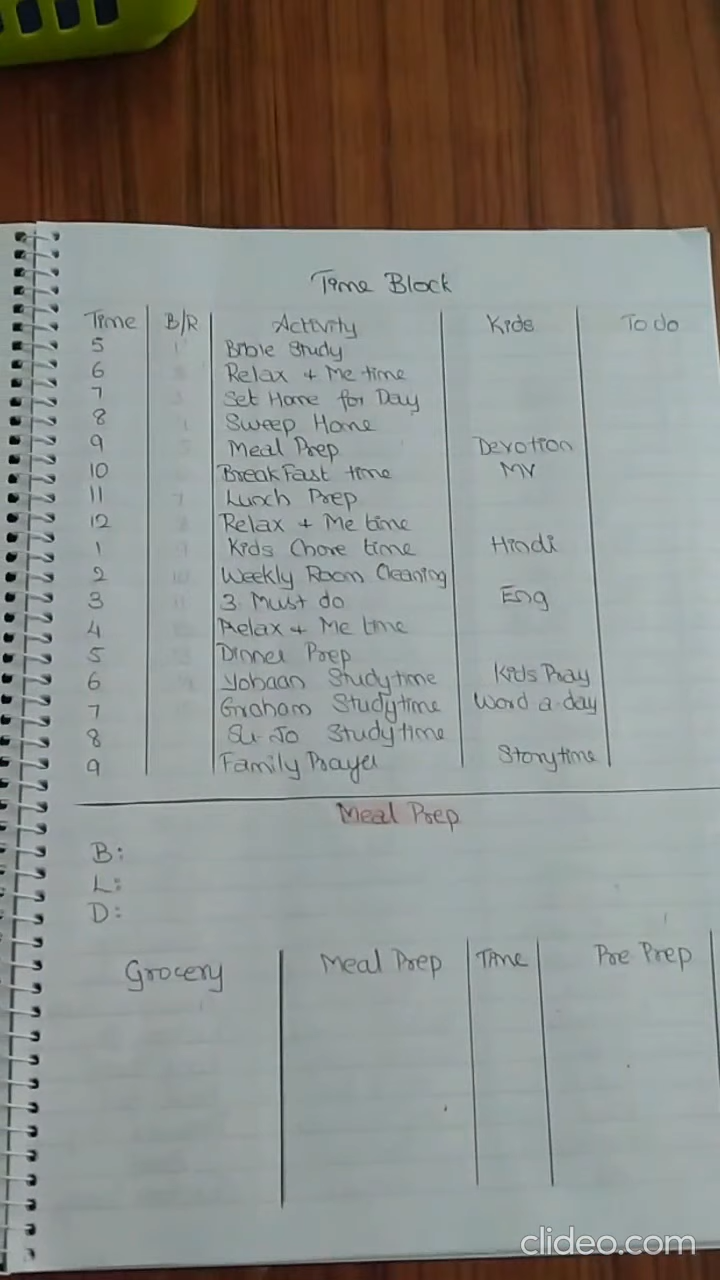 Time Block
Time B/R Activity Kids To do
5 Bible Study
6 Relax + Me time
7 Set Home for Day
8 Sweep Home
9 Meal Prep Devotion
10 BreakFast time MV
11 Lunch Prep
12 Relax + Me time
1 Kids Chore time Hindi
2 Weekly Room Cleaning
3 3 Must do Eng
4 Relax + Me time
5 Dinner Prep
6 Yohaan Studytime Kids Pray
7 Graham Studytime Word a day
8 Su-Jo Studytime
9 Family Prayer Storytime
Meal Prep
B:
L:
D:
Grocery Meal Prep Time Pre Prep
clideo.com